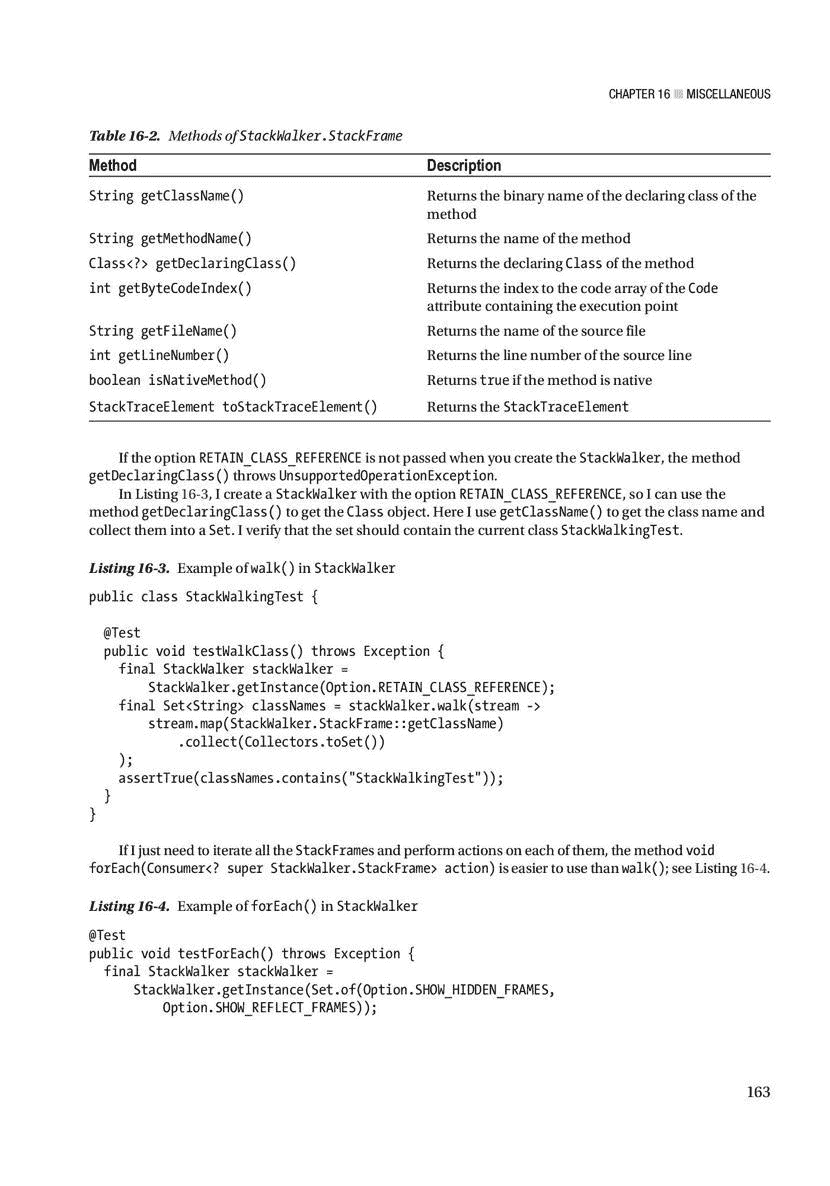 CHAPTER 16 ▒ MISCELLANEOUS
Table 16-2. Methods of StackWalker.StackFrame
Method Description
String getClassName() Returns the binary name of the declaring class of the
method
String getMethodName() Returns the name of the method
Class<?> getDeclaringClass() Returns the declaring Class of the method
int getByteCodeIndex() Returns the index to the code array of the Code
attribute containing the execution point
String getFileName() Returns the name of the source file
int getLineNumber() Returns the line number of the source line
boolean isNativeMethod() Returns true if the method is native
StackTraceElement toStackTraceElement() Returns the StackTraceElement
If the option RETAIN_CLASS_REFERENCE is not passed when you create the StackWalker, the method
getDeclaringClass() throws UnsupportedOperationException.
In Listing 16-3, I create a StackWalker with the option RETAIN_CLASS_REFERENCE, so I can use the
method getDeclaringClass() to get the Class object. Here I use getClassName() to get the class name and
collect them into a Set. I verify that the set should contain the current class StackWalkingTest.
Listing 16-3. Example of walk() in StackWalker
public class StackWalkingTest {
@Test
public void testWalkClass() throws Exception {
final StackWalker stackWalker =
StackWalker.getInstance(Option.RETAIN_CLASS_REFERENCE);
final Set<String> classNames = stackWalker.walk(stream ->
stream.map(StackWalker.StackFrame::getClassName)
.collect(Collectors.toSet())
);
assertTrue(classNames.contains("StackWalkingTest"));
}
}
If I just need to iterate all the StackFrames and perform actions on each of them, the method void
forEach(Consumer<? super StackWalker.StackFrame> action) is easier to use than walk(); see Listing 16-4.
Listing 16-4. Example of forEach() in StackWalker
@Test
public void testForEach() throws Exception {
final StackWalker stackWalker =
StackWalker.getInstance(Set.of(Option.SHOW_HIDDEN_FRAMES,
Option.SHOW_REFLECT_FRAMES));
163